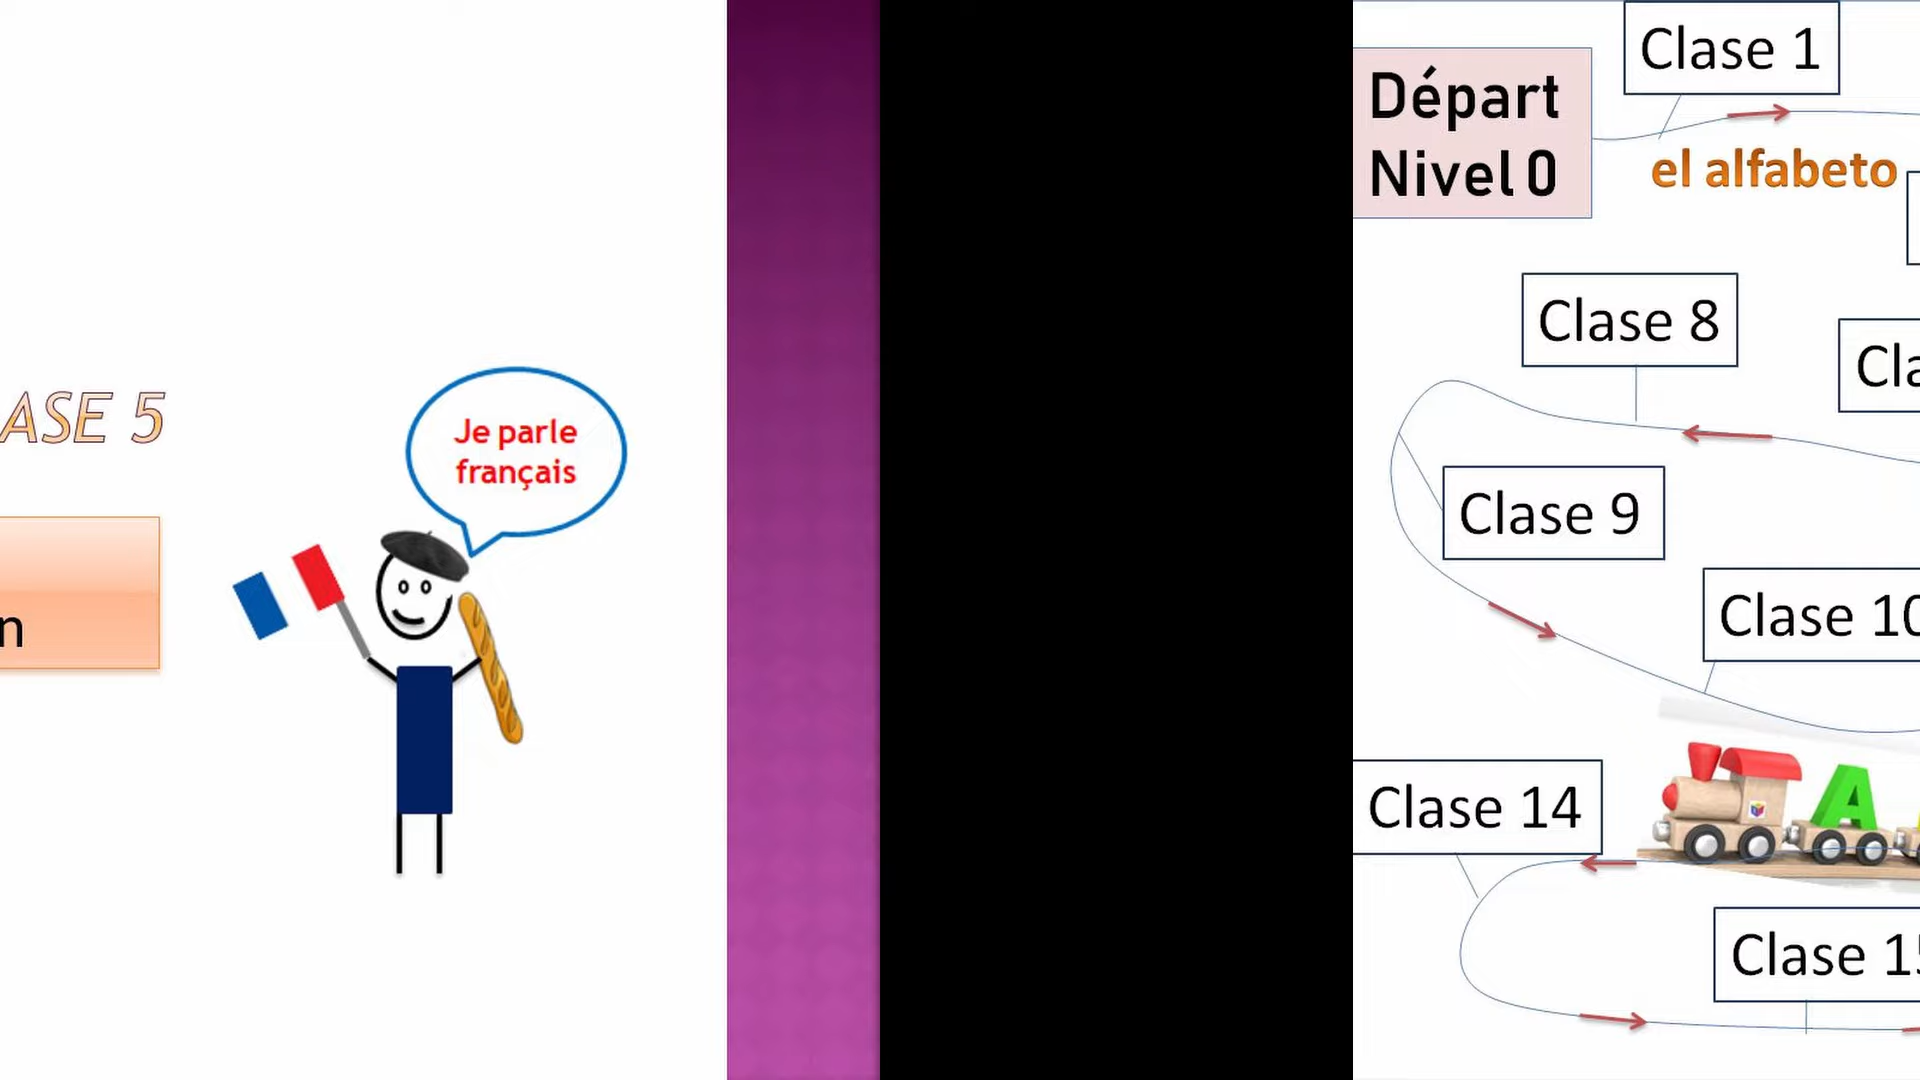 ASE 5
n
Je parle
français
Départ
Nivel 0
Clase 1
el alfabeto
Clase 8
Cla
Clase 9
Clase 10
Clase 14
A
Clase 15